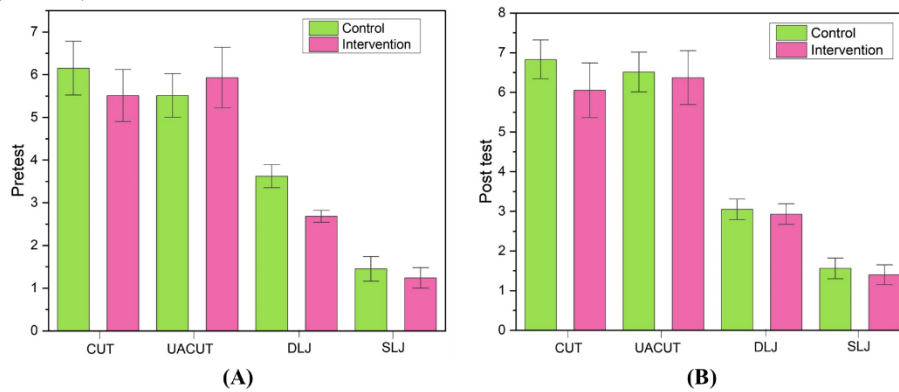 7
6
5
4
3
2
1
0
Pretest
Control
Intervention
CUT
UACUT
DLJ
SLJ
(A)
8
7
6
5
4
3
2
1
0
Post test
Control
Intervention
CUT
UACUT
DLJ
SLJ
(B)